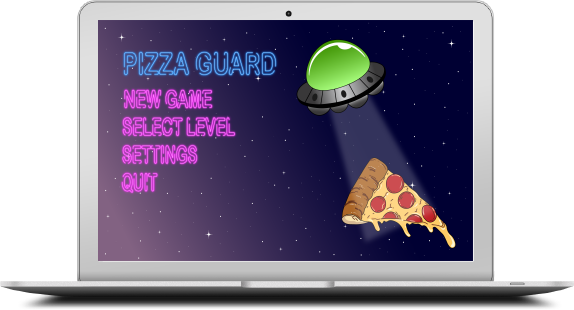 PIZZA GUARD
NEW GAME
SELECT LEVEL
SETTINGS
QUIT